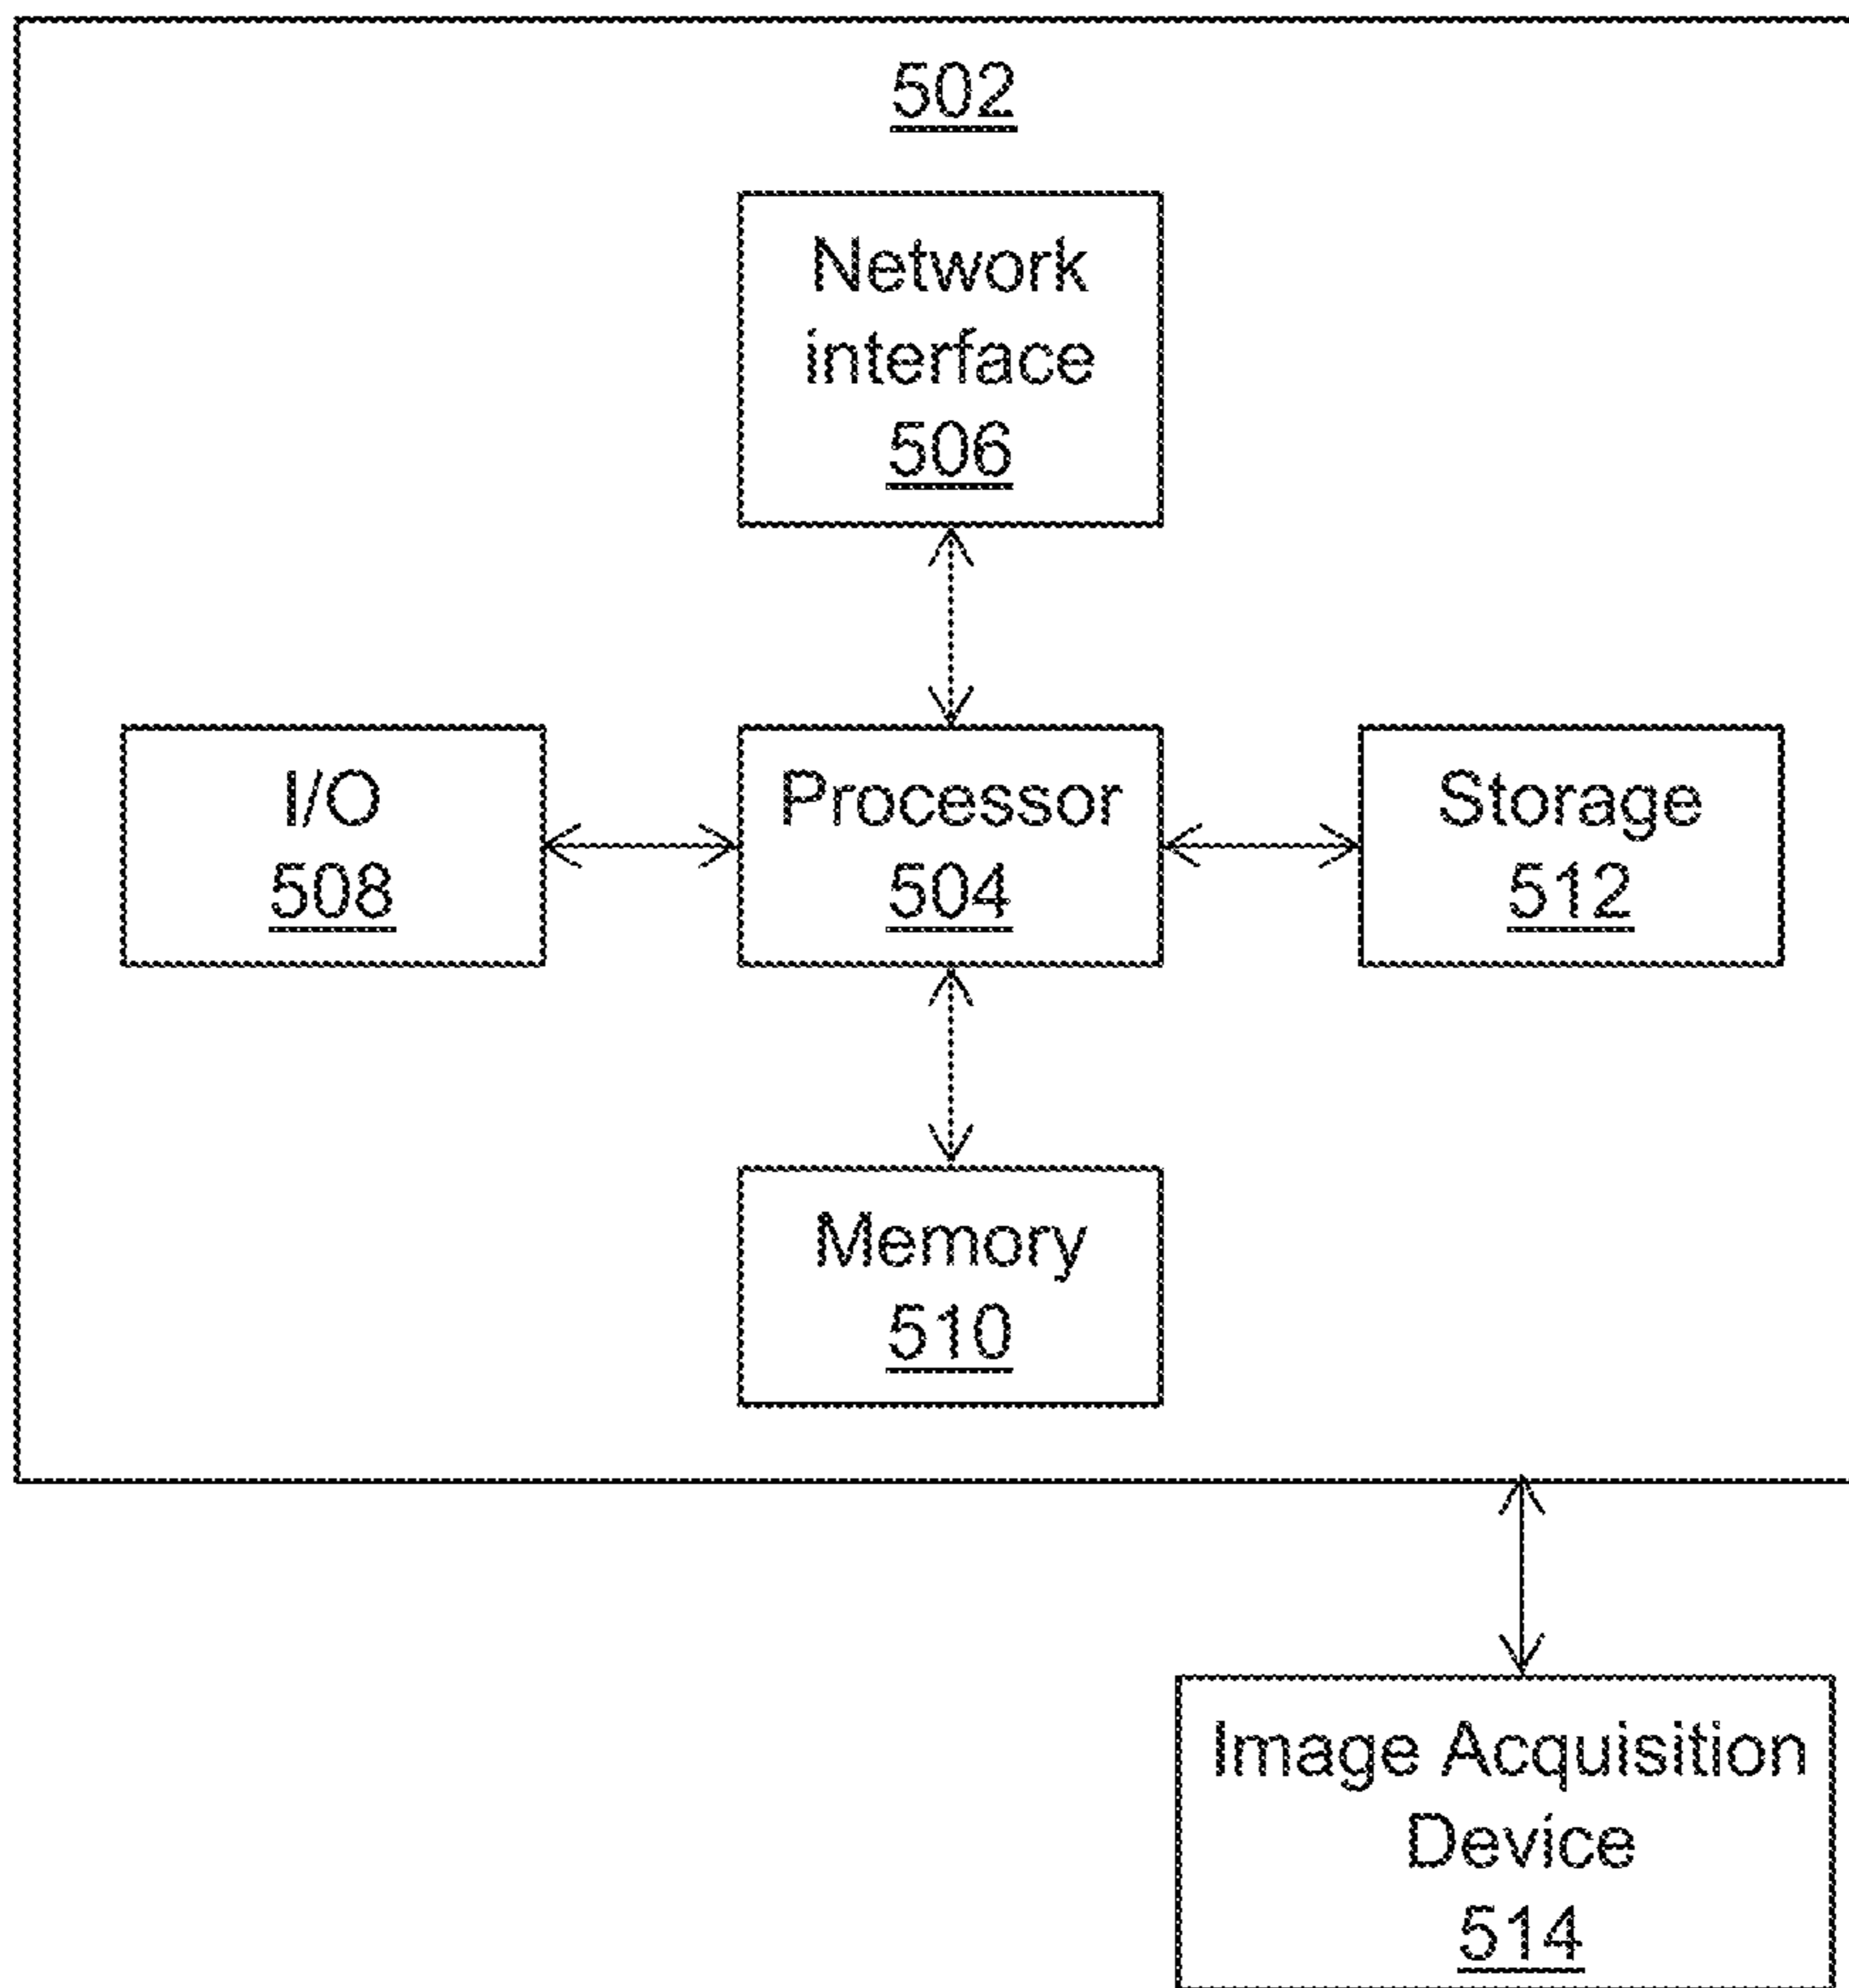 502
Network
interface
506
I/O
508
Processor
504
Storage
512
Memory
510
Image Acquisition
Device
514